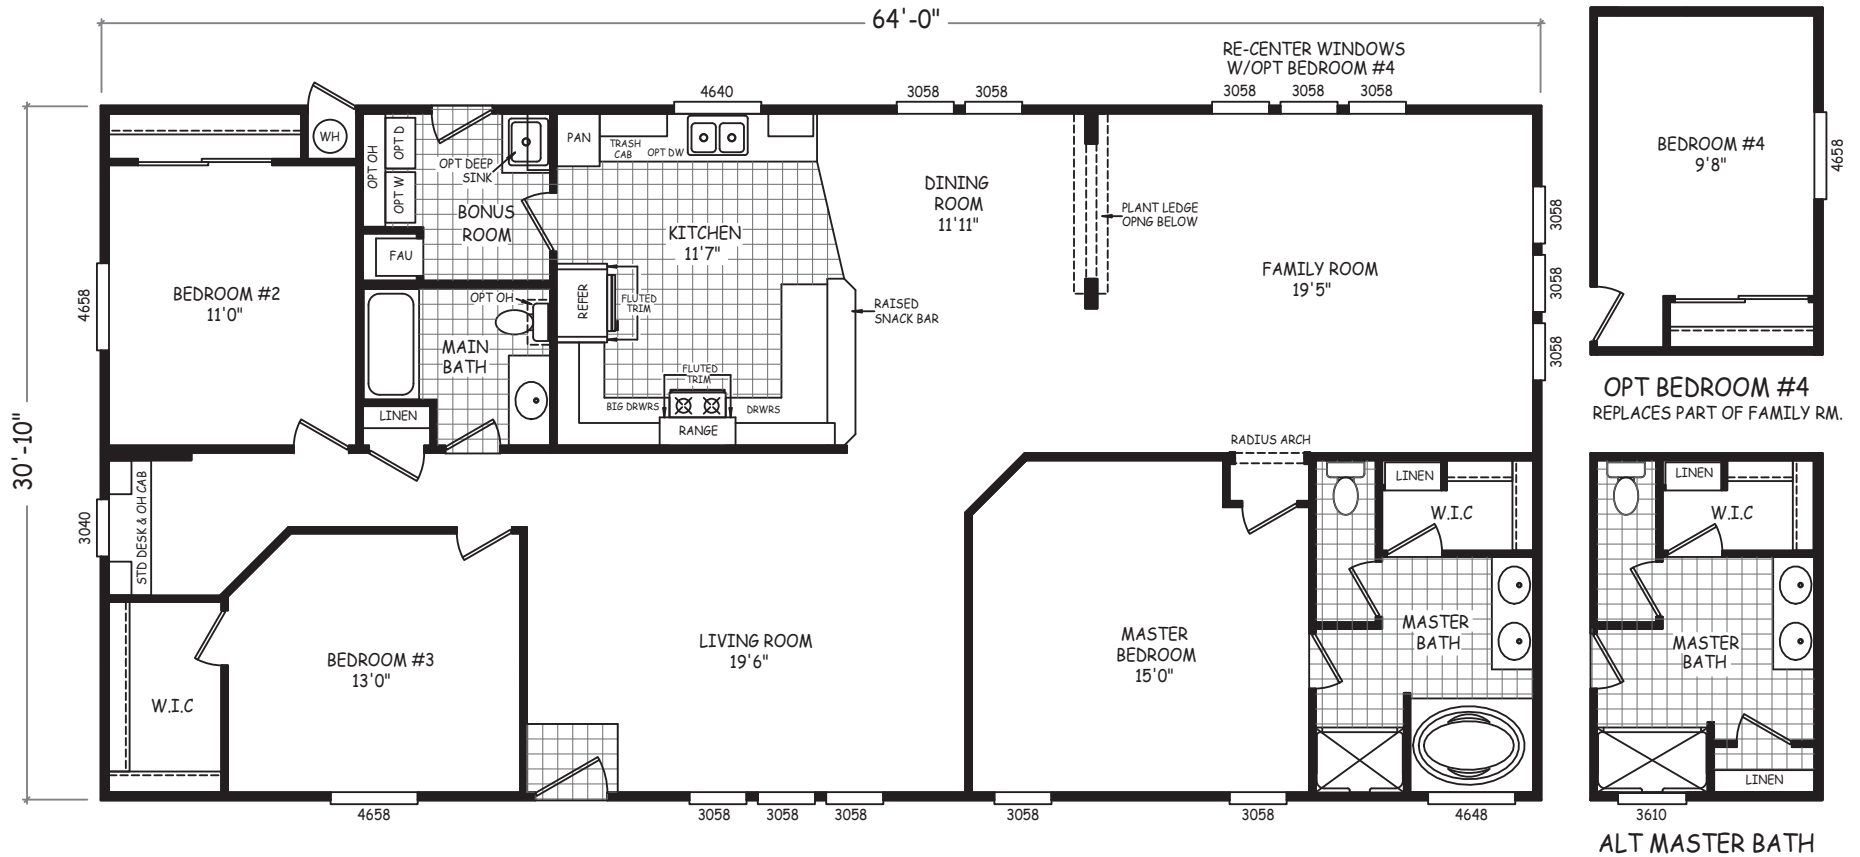 64'-0"
30'-10"
RE-CENTER WINDOWS
W/OPT BEDROOM #4
4640
3058
3058
3058
3058
3058
WH
OPT OH
OPT D
OPT W
OPT DEEP
SINK
BONUS
ROOM
FAU
PAN
TRASH
CAB
OPT DW
KITCHEN
11'7"
DINING
ROOM
11'11"
PLANT LEDGE
OPNG BELOW
FAMILY ROOM
19'5"
3058
3058
3058
BEDROOM #2
11'0"
4658
OPT OH
REFER
FLUTED
TRIM
RAISED
SNACK BAR
MAIN
BATH
LINEN
FLUTED
TRIM
BIG DRWRS
DRWRS
RANGE
RADIUS ARCH
3040
STD DESK & OH CAB
LINEN
W.I.C
BEDROOM #3
13'0"
W.I.C
LIVING ROOM
19'6"
MASTER
BEDROOM
15'0"
MASTER
BATH
4658
3058
3058
3058
3058
3058
4648
BEDROOM #4
9'8"
4658
OPT BEDROOM #4
REPLACES PART OF FAMILY RM.
LINEN
W.I.C
MASTER
BATH
LINEN
3610
ALT MASTER BATH